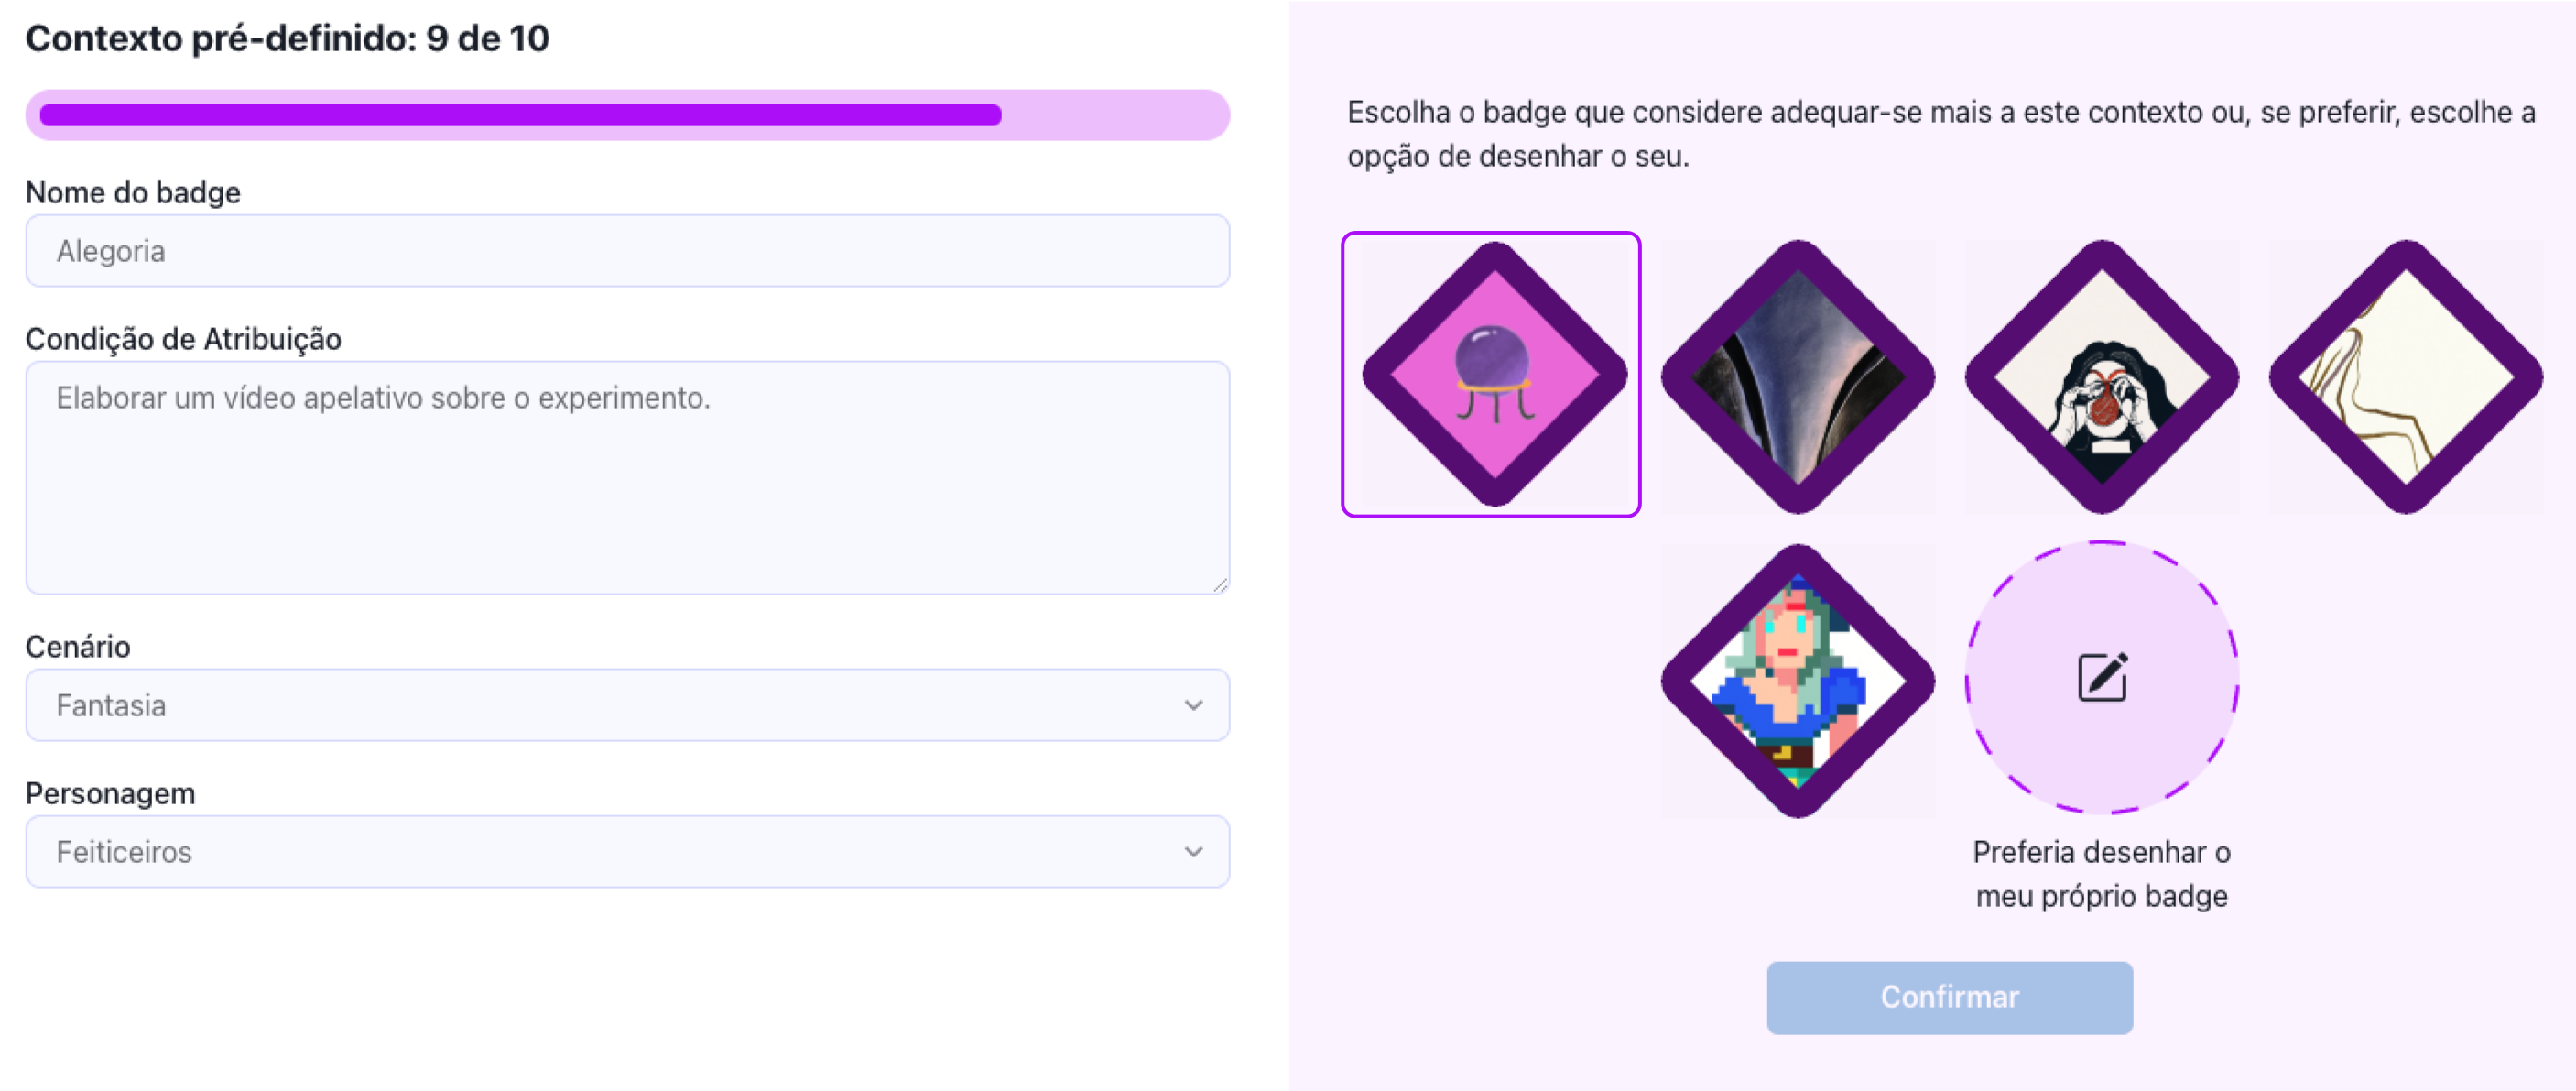 Contexto pré-definido: 9 de 10
Nome do badge
Alegoria
Condição de Atribuição
Elaborar um vídeo apelativo sobre o experimento.
Cenário
Fantasia
Personagem
Feiticeiros
Escolha o badge que considere adequar-se mais a este contexto ou, se preferir, escolhe a
opção de desenhar o seu.
Preferia desenhar o
meu próprio badge
Confirmar